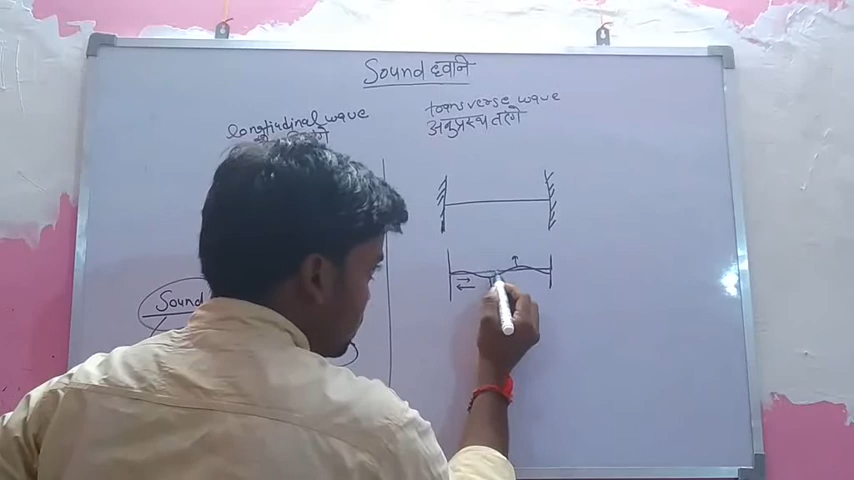 Sound ध्वनि
longitudinal wave
transverse wave
अनुप्रस्थ तरंगे
Sound